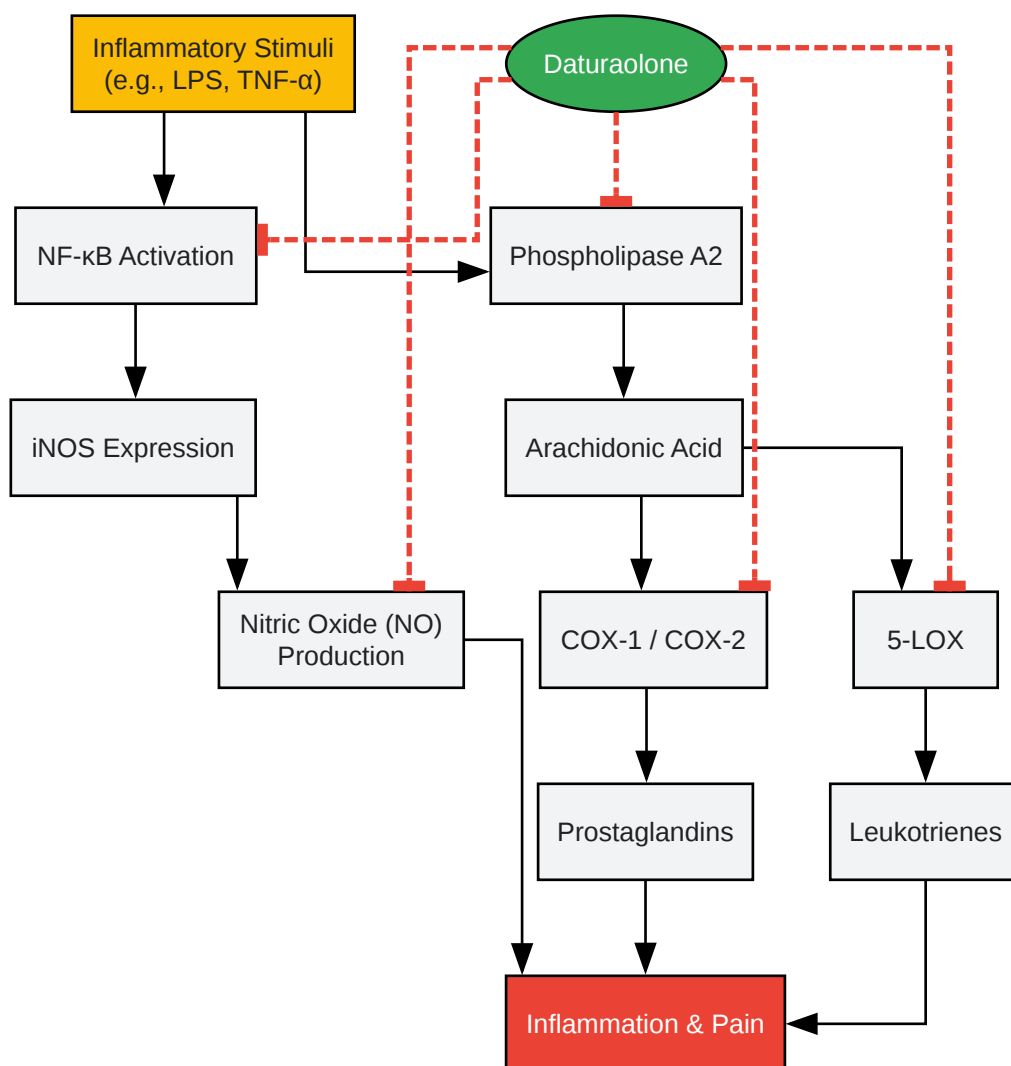 Inflammatory Stimuli
(e.g., LPS, TNF-α)
Daturaolone
NF-κB Activation
Phospholipase A2
iNOS Expression
Arachidonic Acid
Nitric Oxide (NO)
Production
COX-1 / COX-2
5-LOX
Prostaglandins
Leukotrienes
Inflammation & Pain